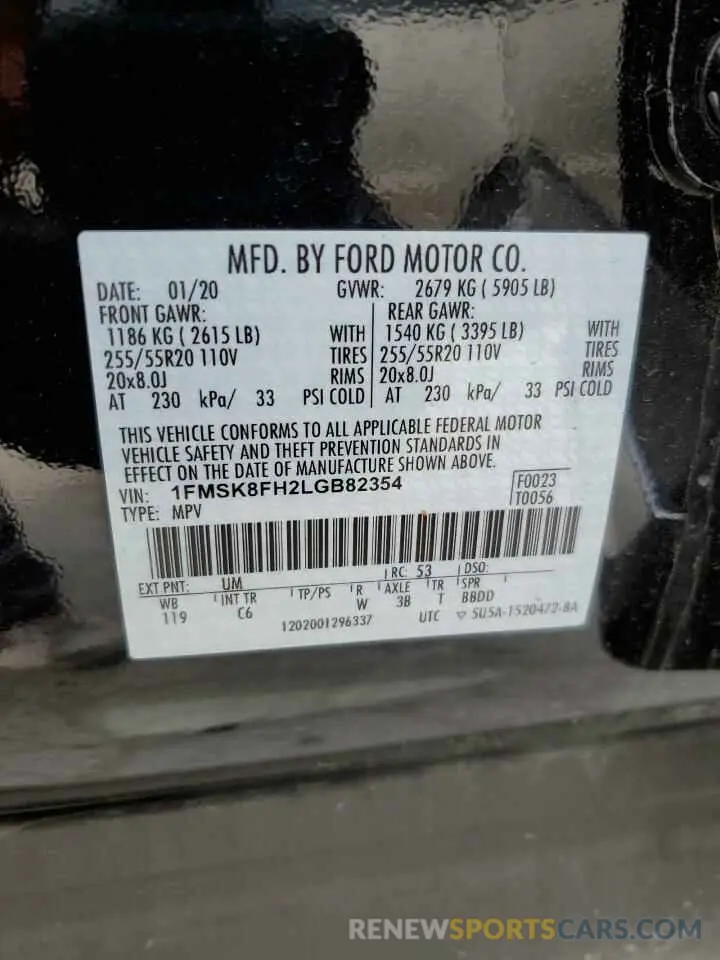 MFD. BY FORD MOTOR CO.
DATE: 01/20 GVWR: 2679 KG ( 5905 LB)
FRONT GAWR: REAR GAWR:
1186 KG ( 2615 LB) WITH 1540 KG ( 3395 LB) WITH
255/55R20 110V TIRES 255/55R20 110V TIRES
20x8.0J RIMS 20x8.0J RIMS
AT 230 kPa/ 33 PSI COLD AT 230 kPa/ 33 PSI COLD
THIS VEHICLE CONFORMS TO ALL APPLICABLE FEDERAL MOTOR
VEHICLE SAFETY AND THEFT PREVENTION STANDARDS IN
EFFECT ON THE DATE OF MANUFACTURE SHOWN ABOVE.
VIN: 1FMSK8FH2LGB82354 F0023
TYPE: MPV T0056
EXT PNT: UM RC: 53 DSO:
WB INT TR TP/PS R AXLE TR SPR
119 C6 W 3B T BBDD
1202001296337 UTC ▽ 5U5A-1520472-BA
RENEWSPORTSCARS.COM